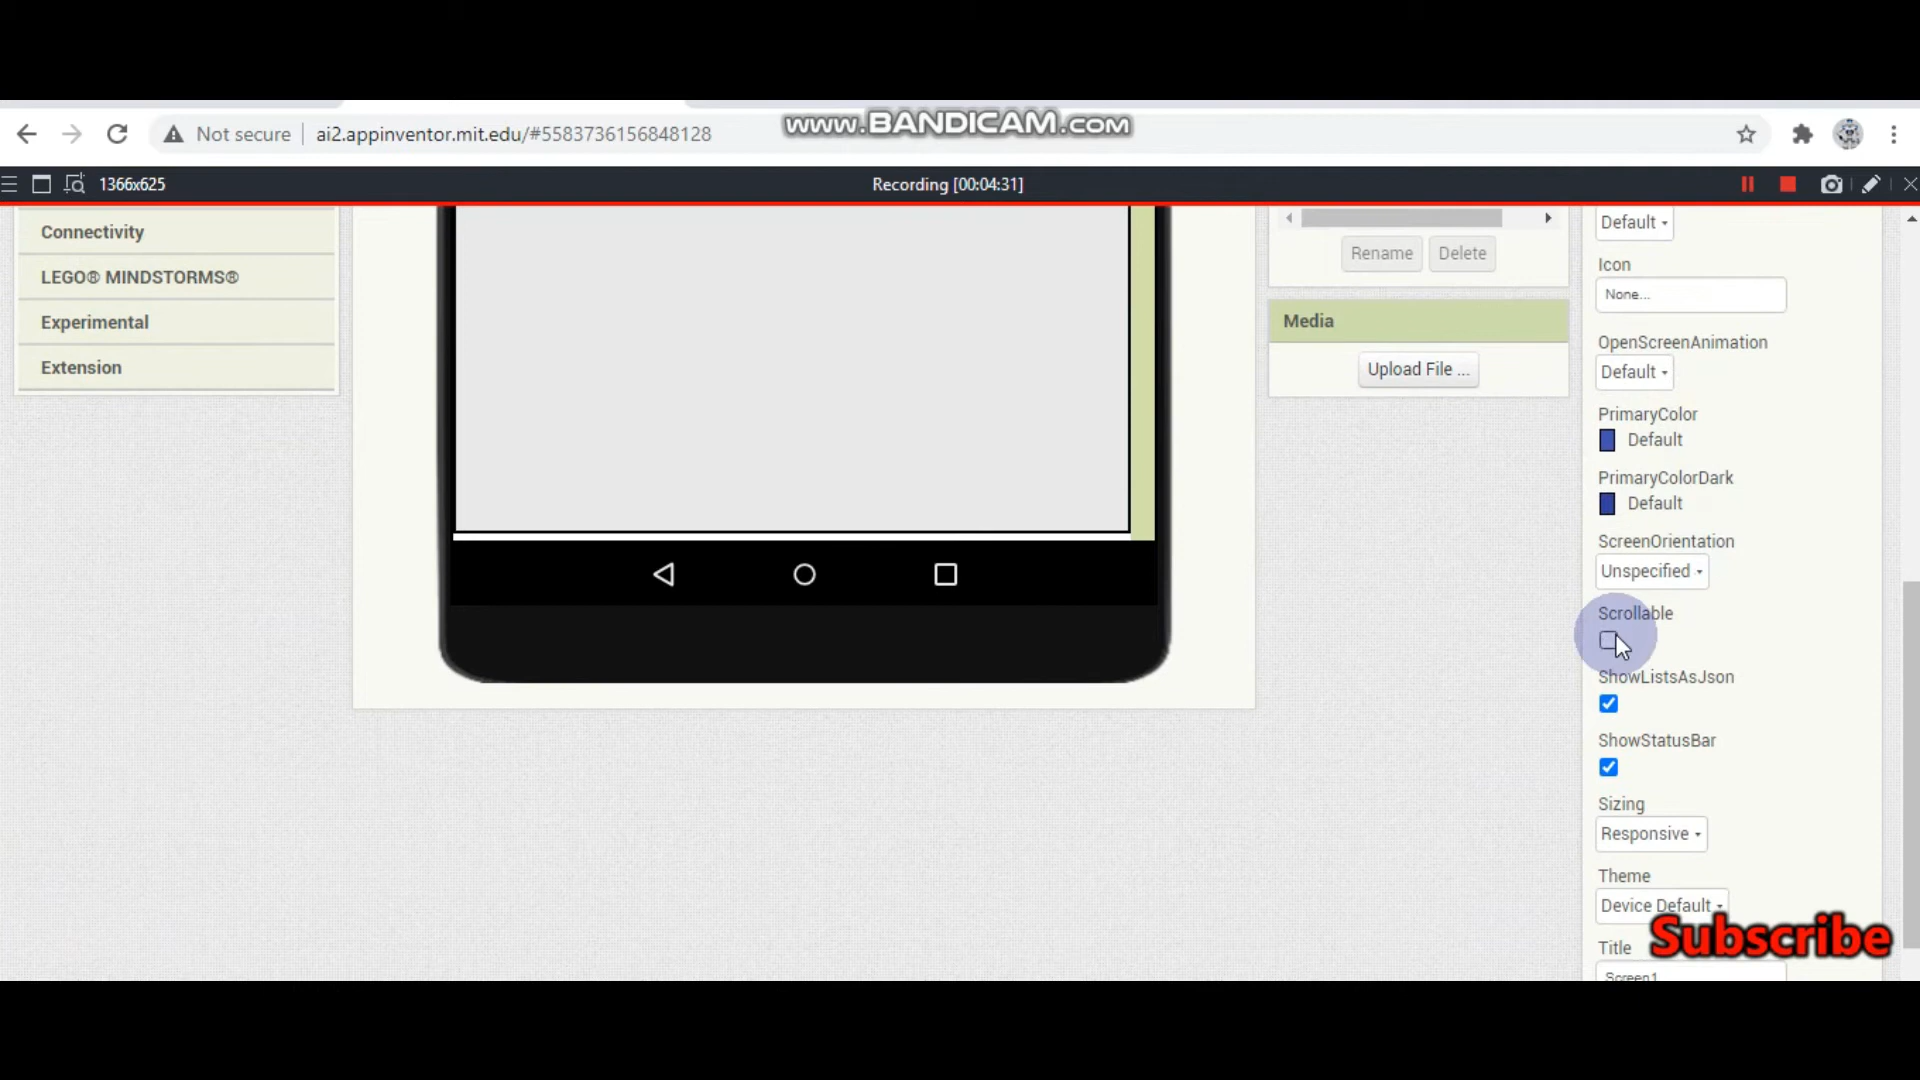 Not secure
ai2.appinventor.mit.edu/#5583736156848128
www.BANDICAM.com
1366x625
Recording [00:04:31]
Connectivity
LEGO® MINDSTORMS®
Experimental
Extension
Rename
Delete
Media
Upload File ...
Default
Icon
None...
OpenScreenAnimation
Default
PrimaryColor
Default
PrimaryColorDark
Default
ScreenOrientation
Unspecified
Scrollable
ShowListsAsJson
ShowStatusBar
Sizing
Responsive
Theme
Device Default
Subscribe
Title
Screen1